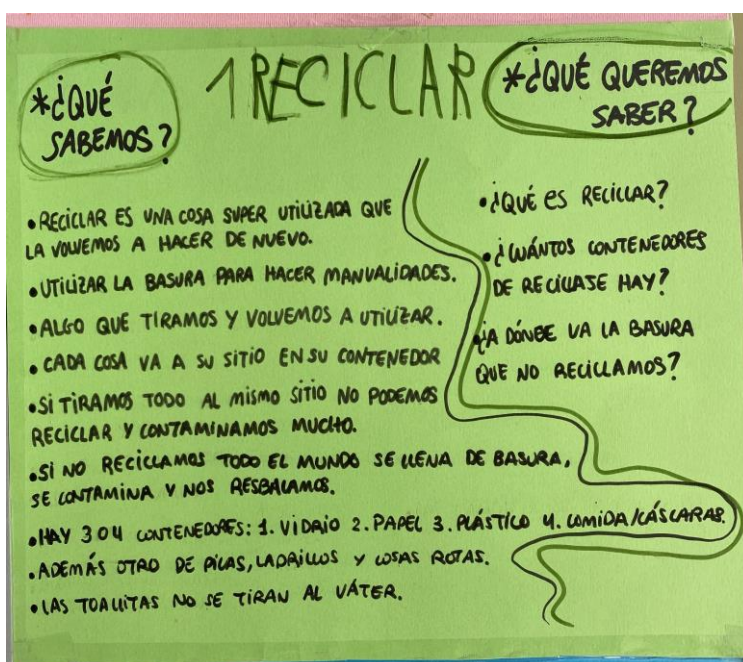 1 RECICLAR
*¿QUÉ
SABEMOS?
• RECICLAR ES UNA COSA SUPER UTILIZADA QUE
LA VOLVEMOS A HACER DE NUEVO.
• UTILIZAR LA BASURA PARA HACER MANUALIDADES.
• ALGO QUE TIRAMOS Y VOLVEMOS A UTILIZAR.
• CADA COSA VA A SU SITIO EN SU CONTENEDOR
• SI TIRAMOS TODO AL MISMO SITIO NO PODEMOS
RECICLAR Y CONTAMINAMOS MUCHO.
• SI NO RECICLAMOS TODO EL MUNDO SE LLENA DE BASURA,
SE CONTAMINA Y NOS RESBALAMOS.
• HAY 3 O 4 CONTENEDORES: 1. VIDRIO 2. PAPEL 3. PLÁSTICO 4. COMIDA/CÁSCARAS.
• ADEMÁS OTRO DE PILAS, LADRILLOS Y COSAS ROTAS.
• LAS TOALLITAS NO SE TIRAN AL VÁTER.
*¿QUÉ QUEREMOS
SABER?
• ¿QUÉ ES RECICLAR?
• ¿CUÁNTOS CONTENEDORES
DE RECICLAJE HAY?
• ¿A DÓNDE VA LA BASURA
QUE NO RECICLAMOS?